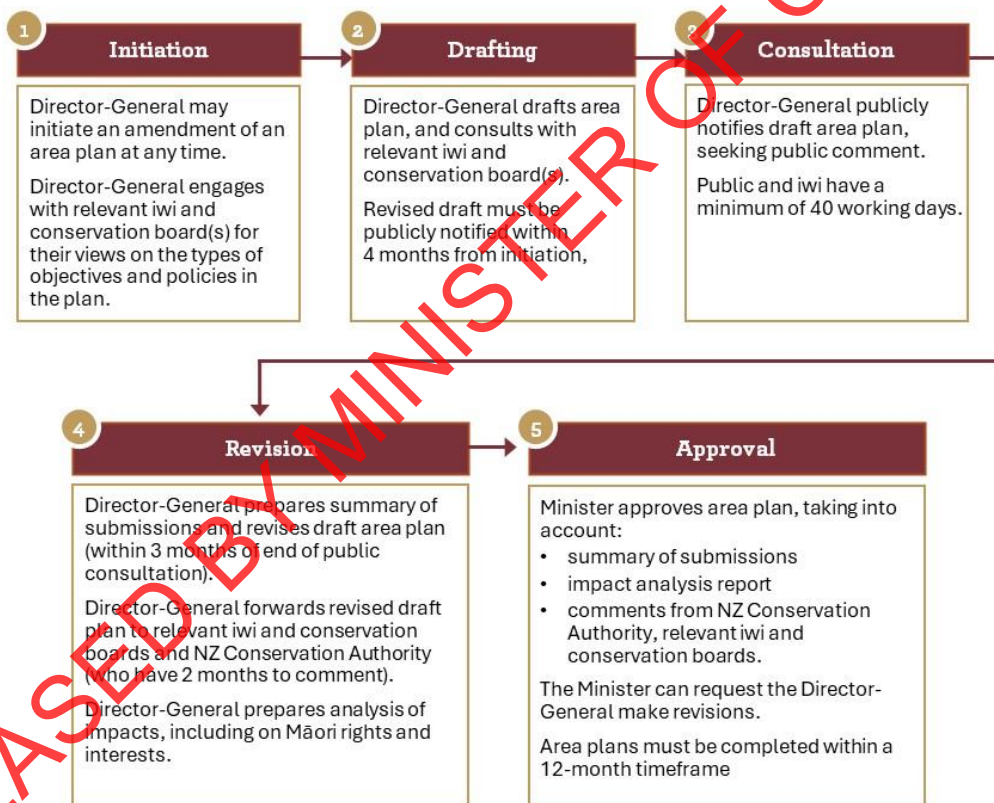 1
Initiation
Director-General may
initiate an amendment of an
area plan at any time.
Director-General engages
with relevant iwi and
conservation board(s) for
their views on the types of
objectives and policies in
the plan.
2
Drafting
Director-General drafts area
plan, and consults with
relevant iwi and
conservation board(s).
Revised draft must be
publicly notified within
4 months from initiation,
3
Consultation
Director-General publicly
notifies draft area plan,
seeking public comment.
Public and iwi have a
minimum of 40 working days.
4
Revision
Director-General prepares summary of
submissions and revises draft area plan
(within 3 months of end of public
consultation).
Director-General forwards revised draft
plan to relevant iwi and conservation
boards and NZ Conservation Authority
(who have 2 months to comment).
Director-General prepares analysis of
impacts, including on Māori rights and
interests.
5
Approval
Minister approves area plan, taking into
account:
• summary of submissions
• impact analysis report
• comments from NZ Conservation
Authority, relevant iwi and
conservation boards.
The Minister can request the Director-
General make revisions.
Area plans must be completed within a
12-month timeframe
ASED BY MINISTER OF C